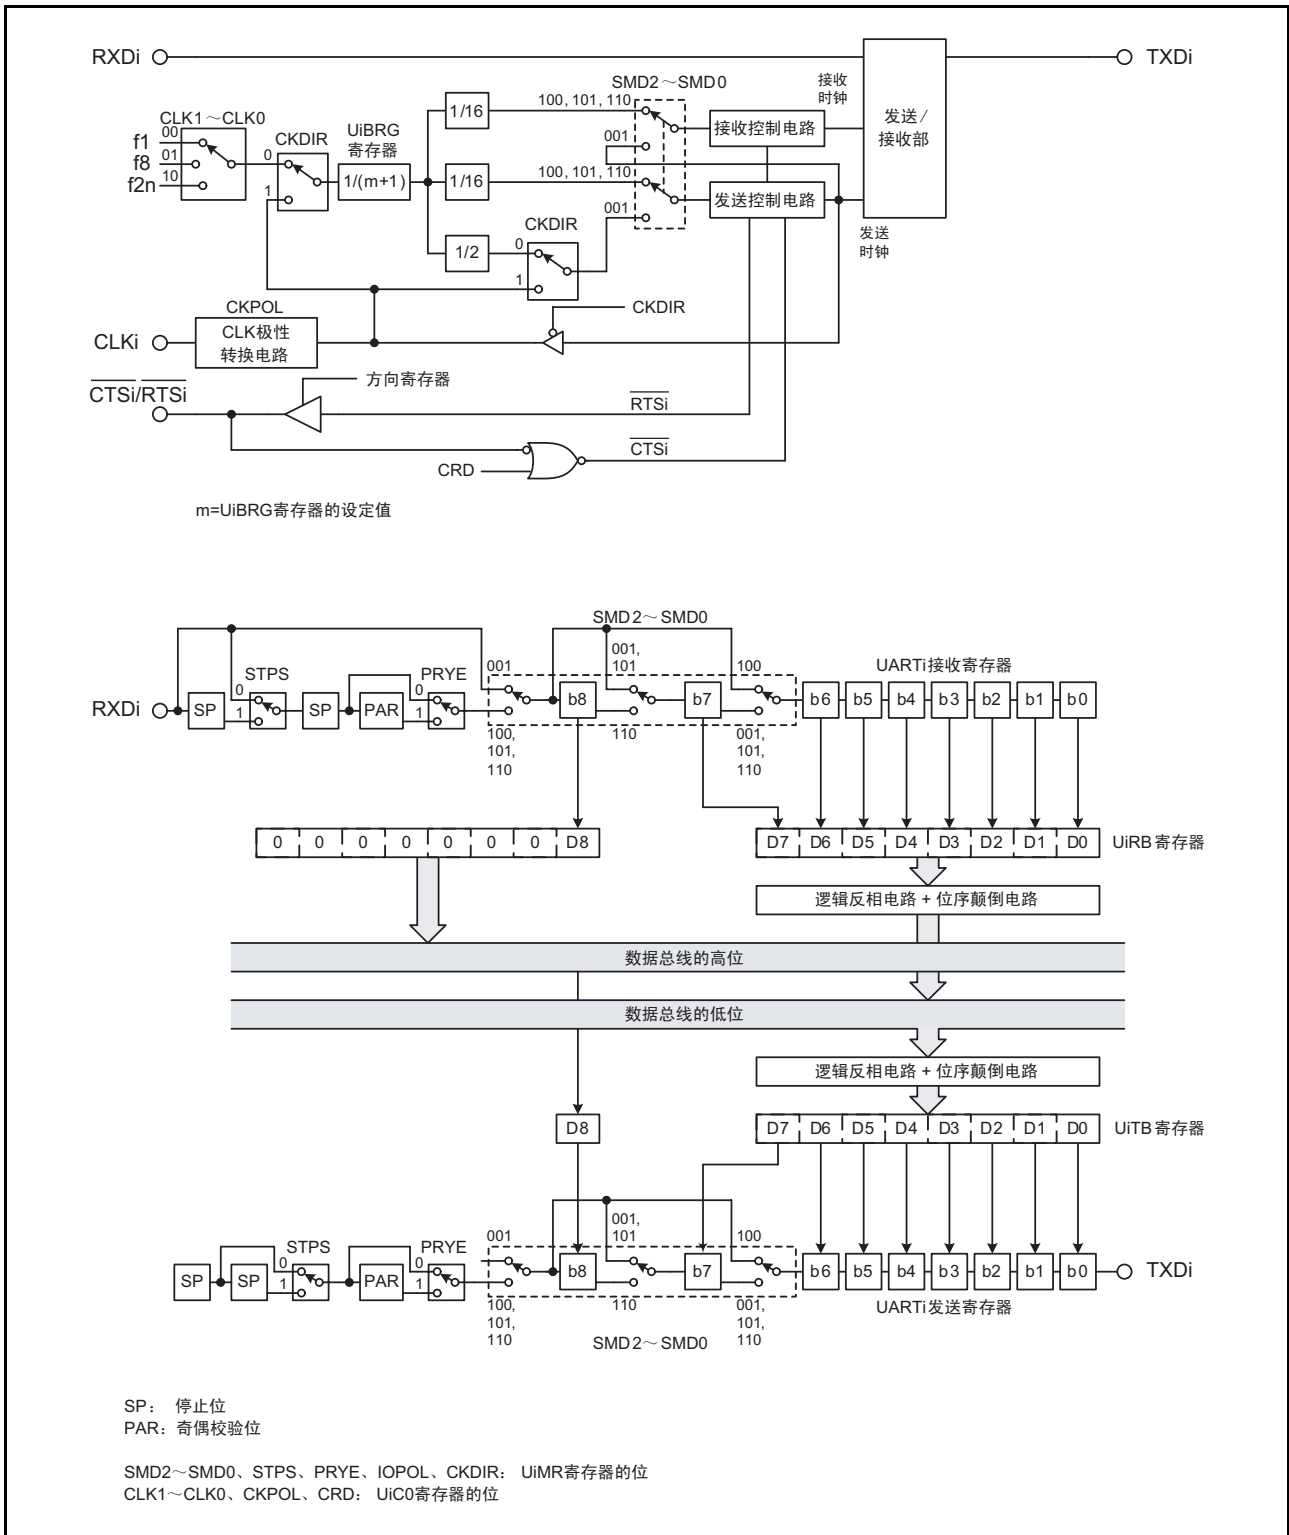 RXDi
TXDi
CLK1～CLK0
00
f1
01
f8
10
f2n
CKDIR
0
1
UiBRG
寄存器
1/(m+1)
1/16
1/16
1/2
CKDIR
0
1
SMD2～SMD0
100, 101, 110
001
100, 101, 110
001
接收控制电路
发送控制电路
接收
时钟
发送
时钟
发送/
接收部
CKDIR
CKPOL
CLKi
CLK极性
转换电路
CTSi/RTSi
方向寄存器
RTSi
CTSi
CRD
m=UiBRG寄存器的设定值
SMD2～SMD0
RXDi
SP
STPS
0
1
SP
PAR
PRYE
0
1
001
100,
101,
110
b8
001,
101
110
b7
100
001,
101,
110
UARTi接收寄存器
b6 b5 b4 b3 b2 b1 b0
0 0 0 0 0 0 0 D8
D7 D6 D5 D4 D3 D2 D1 D0
UiRB寄存器
逻辑反相电路 + 位序颠倒电路
数据总线的高位
数据总线的低位
逻辑反相电路 + 位序颠倒电路
D8
D7 D6 D5 D4 D3 D2 D1 D0
UiTB寄存器
SP
SP
STPS
0
1
PAR
PRYE
0
1
001
100,
101,
110
b8
001,
101
110
b7
100
001,
101,
110
b6 b5 b4 b3 b2 b1 b0
TXDi
UARTi发送寄存器
SMD2～SMD0
SP： 停止位
PAR：奇偶校验位
SMD2～SMD0、STPS、PRYE、IOPOL、CKDIR： UiMR寄存器的位
CLK1～CLK0、CKPOL、CRD： UiC0寄存器的位